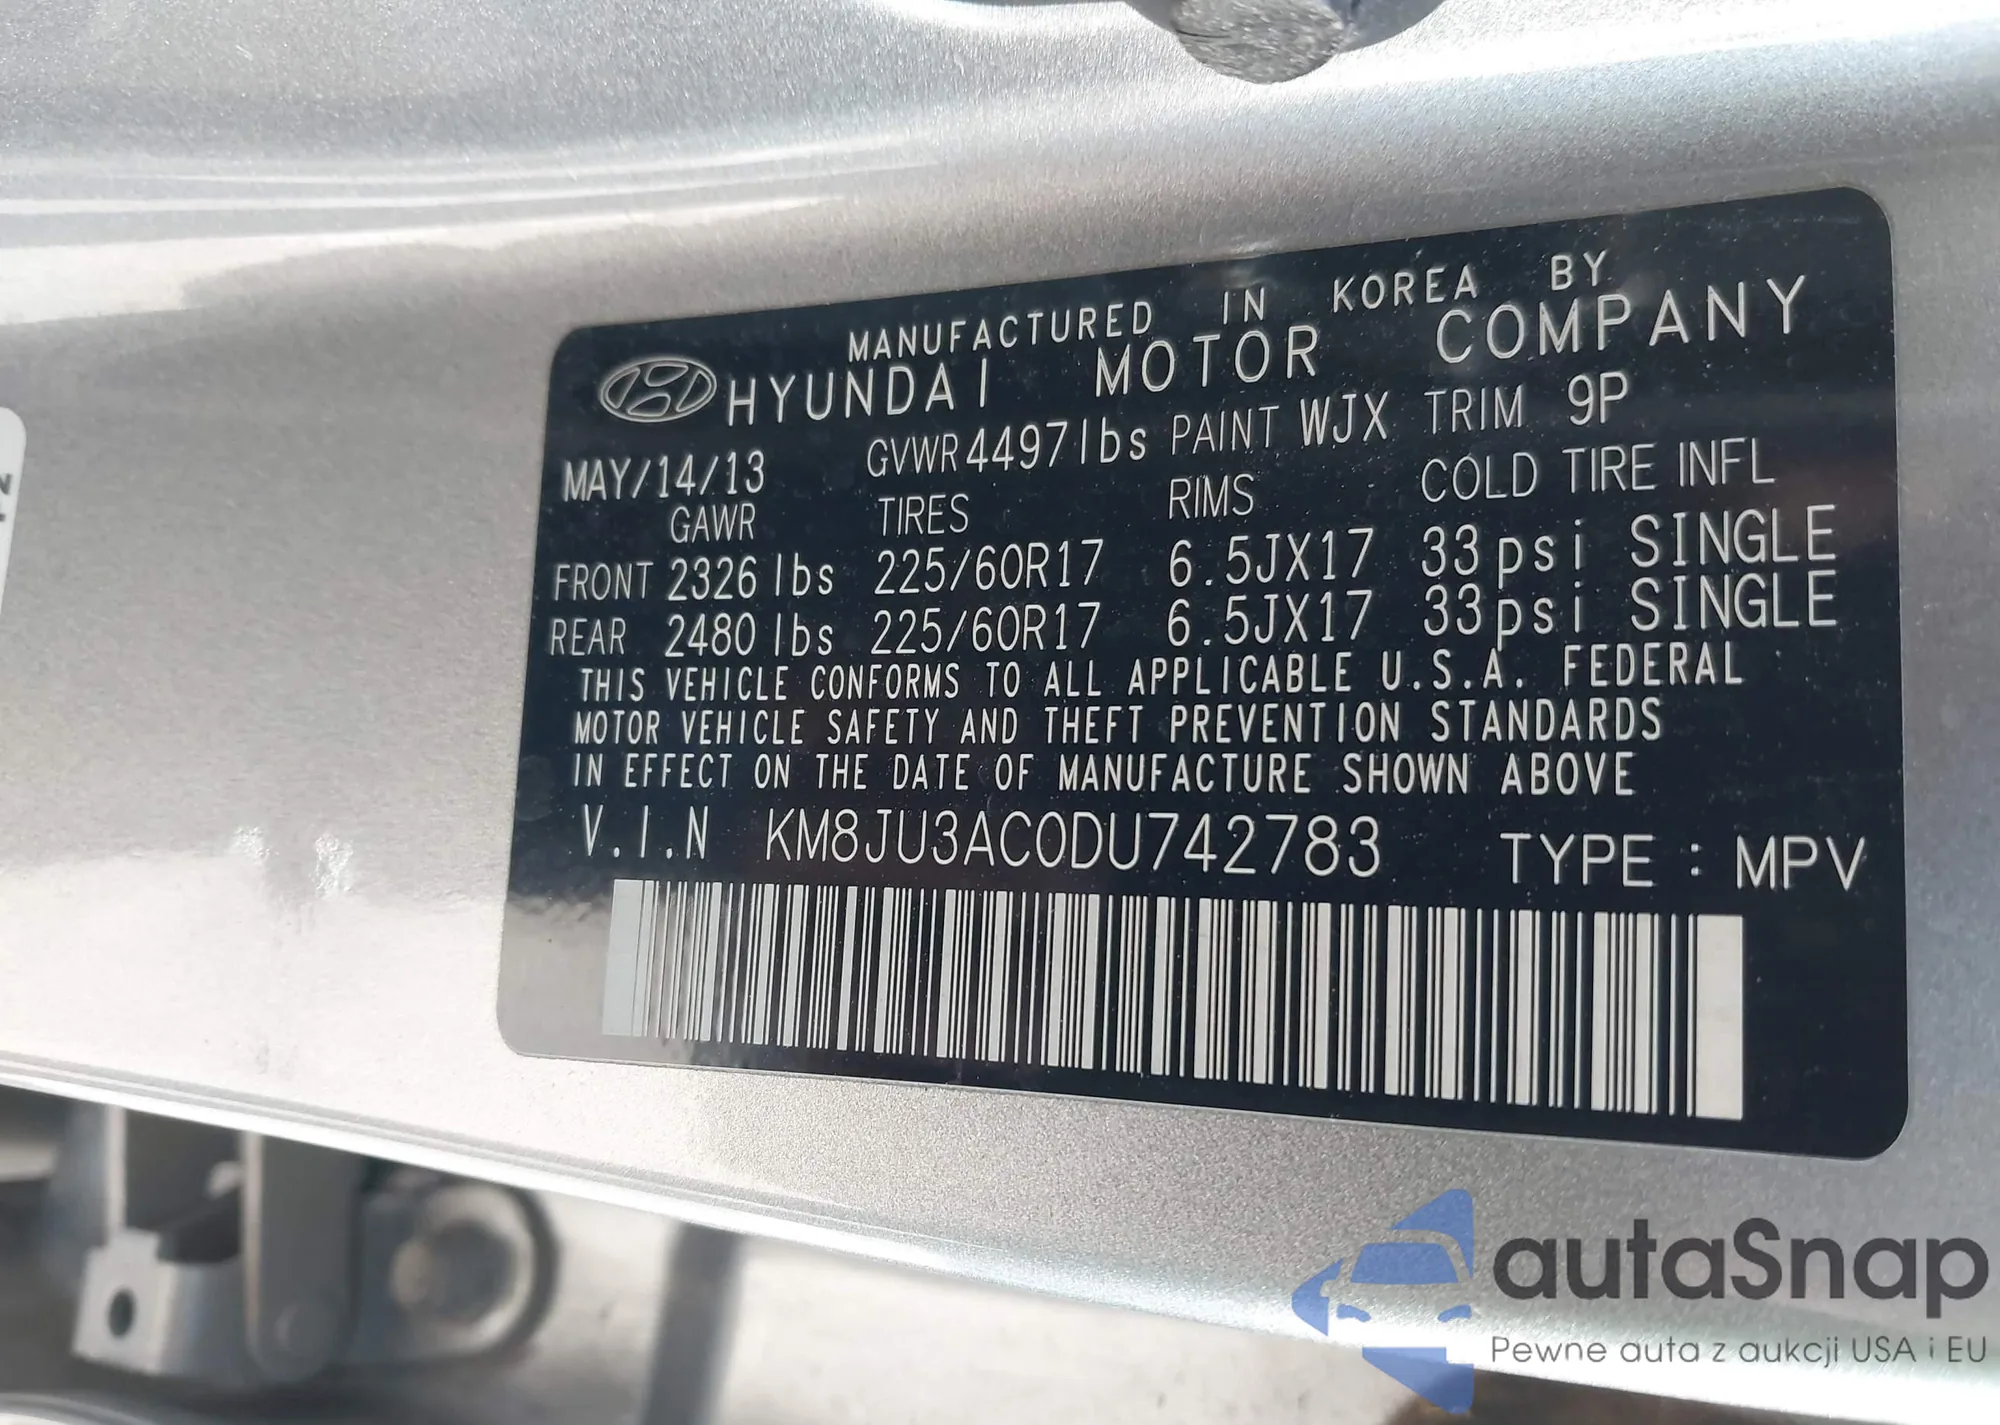 MANUFACTURED IN KOREA BY
HYUNDAI MOTOR COMPANY
MAY/14/13 GVWR 4497lbs PAINT WJX TRIM 9P
GAWR TIRES RIMS COLD TIRE INFL
FRONT 2326 lbs 225/60R17 6.5JX17 33psi SINGLE
REAR 2480 lbs 225/60R17 6.5JX17 33psi SINGLE
THIS VEHICLE CONFORMS TO ALL APPLICABLE U.S.A. FEDERAL
MOTOR VEHICLE SAFETY AND THEFT PREVENTION STANDARDS
IN EFFECT ON THE DATE OF MANUFACTURE SHOWN ABOVE
V.I.N KM8JU3AC0DU742783 TYPE : MPV
autaSnap
Pewne auta z aukcji USA i EU